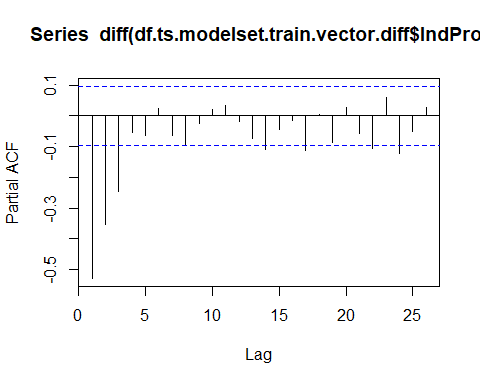 Series diff(df.ts.modelset.train.vector.diff$IndPro
Partial ACF
0.1
-0.1
-0.3
-0.5
0 5 10 15 20 25
Lag